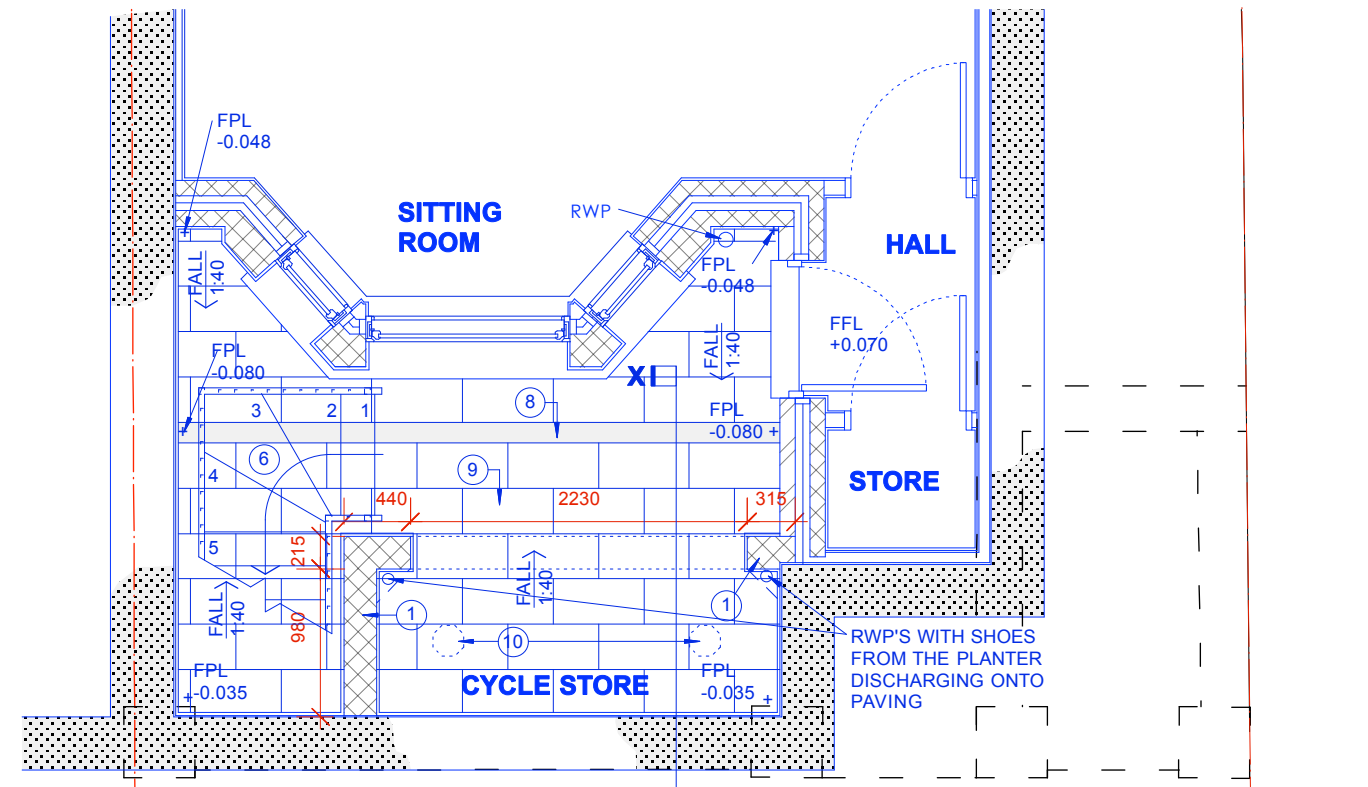 FPL
-0.048
SITTING
ROOM
RWP
HALL
FALL
1:40
FPL
-0.048
FFL
+0.070
FALL
1:40
FPL
-0.080
X
3
2
1
8
FPL
-0.080
6
4
9
STORE
440
2230
315
5
215
FALL
1:40
FALL
1:40
980
1
1
10
RWP'S WITH SHOES
FROM THE PLANTER
DISCHARGING ONTO
PAVING
FPL
-0.035
CYCLE STORE
FPL
-0.035